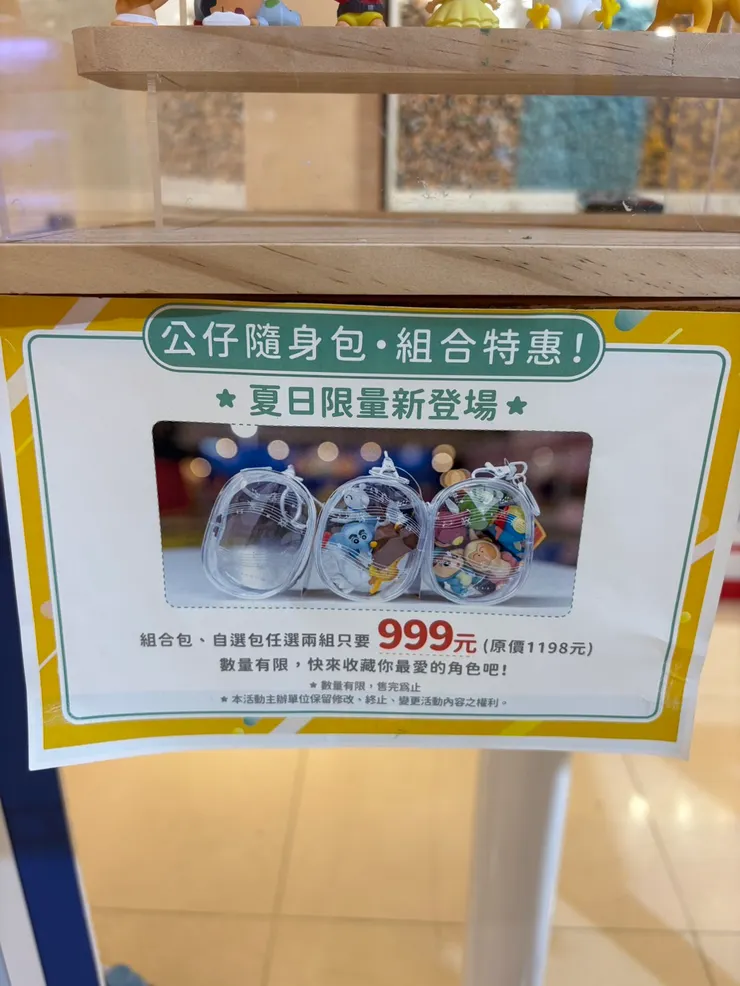 公仔隨身包・組合特惠!
★夏日限量新登場★
組合包、自選包任選兩組只要 999元 (原價1198元)
數量有限,快來收藏你最愛的角色吧!
★數量有限,售完為止
★本活動主辦單位保留修改、終止、變更活動內容之權利。